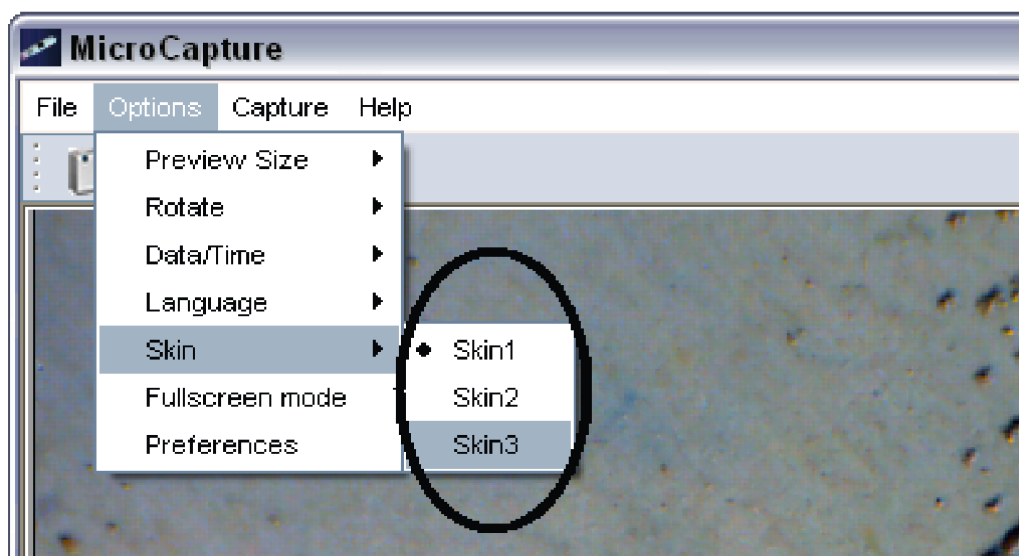 MicroCapture
File Options Capture Help
Preview Size
Rotate
Data/Time
Language
Skin
Fullscreen mode
Preferences
Skin1
Skin2
Skin3